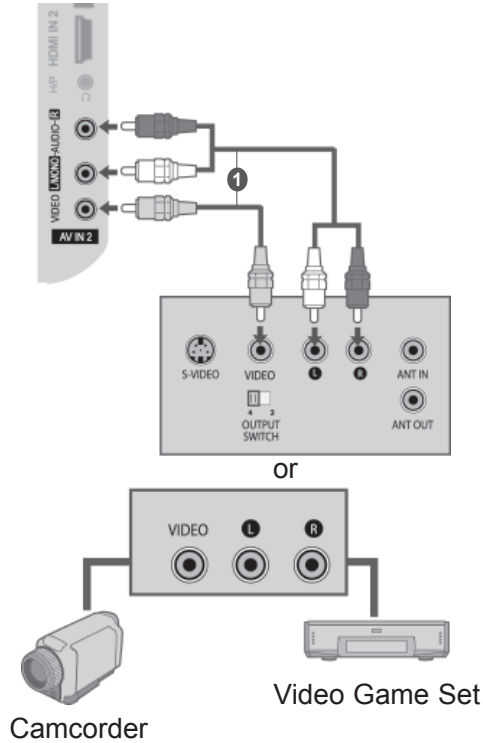 HDMI IN 2
H/P
VIDEO L/MONO-AUDIO-R
AV IN 2
1
S-VIDEO
VIDEO
L
R
ANT IN
4 3
OUTPUT
SWITCH
ANT OUT
or
VIDEO
L
R
Video Game Set
Camcorder